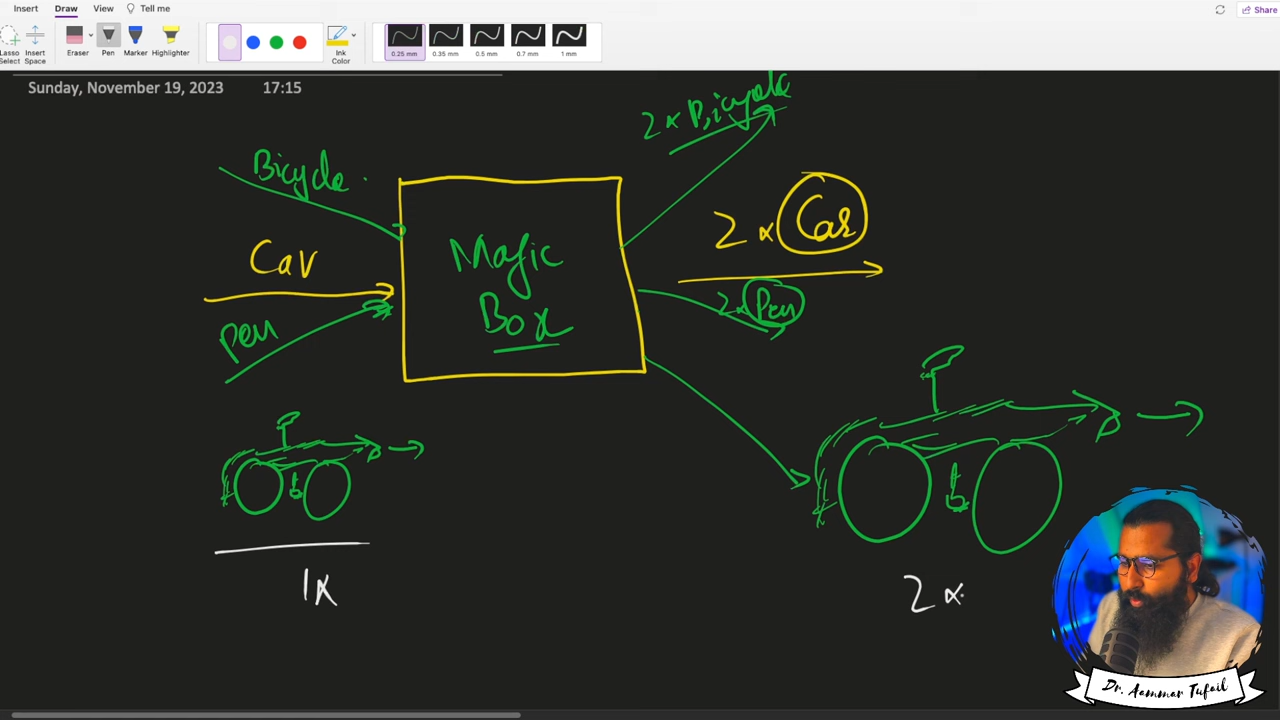 Insert Draw View Tell me
Share
Lasso Select
Insert Space
Eraser
Pen
Marker
Highlighter
Ink Color
0.25 mm
0.35 mm
0.5 mm
0.7 mm
1 mm
Sunday, November 19, 2023 17:15
2 x Bicycle
Bicycle
2 x Car
Car
Magic
Box
2 x Pen
Pen
1x
2x
Dr. Aammar Tufail